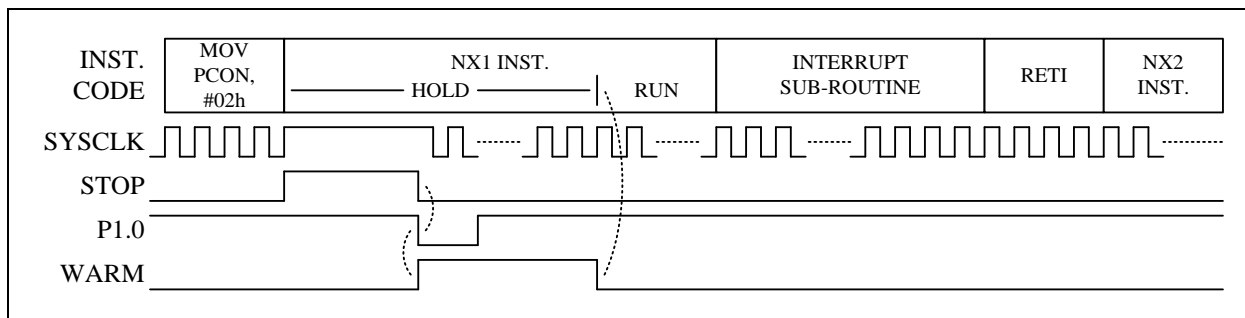 INST.
CODE
MOV
PCON,
#02h
NX1 INST.
HOLD
RUN
INTERRUPT
SUB-ROUTINE
RETI
NX2
INST.
SYSCLK
STOP
P1.0
WARM